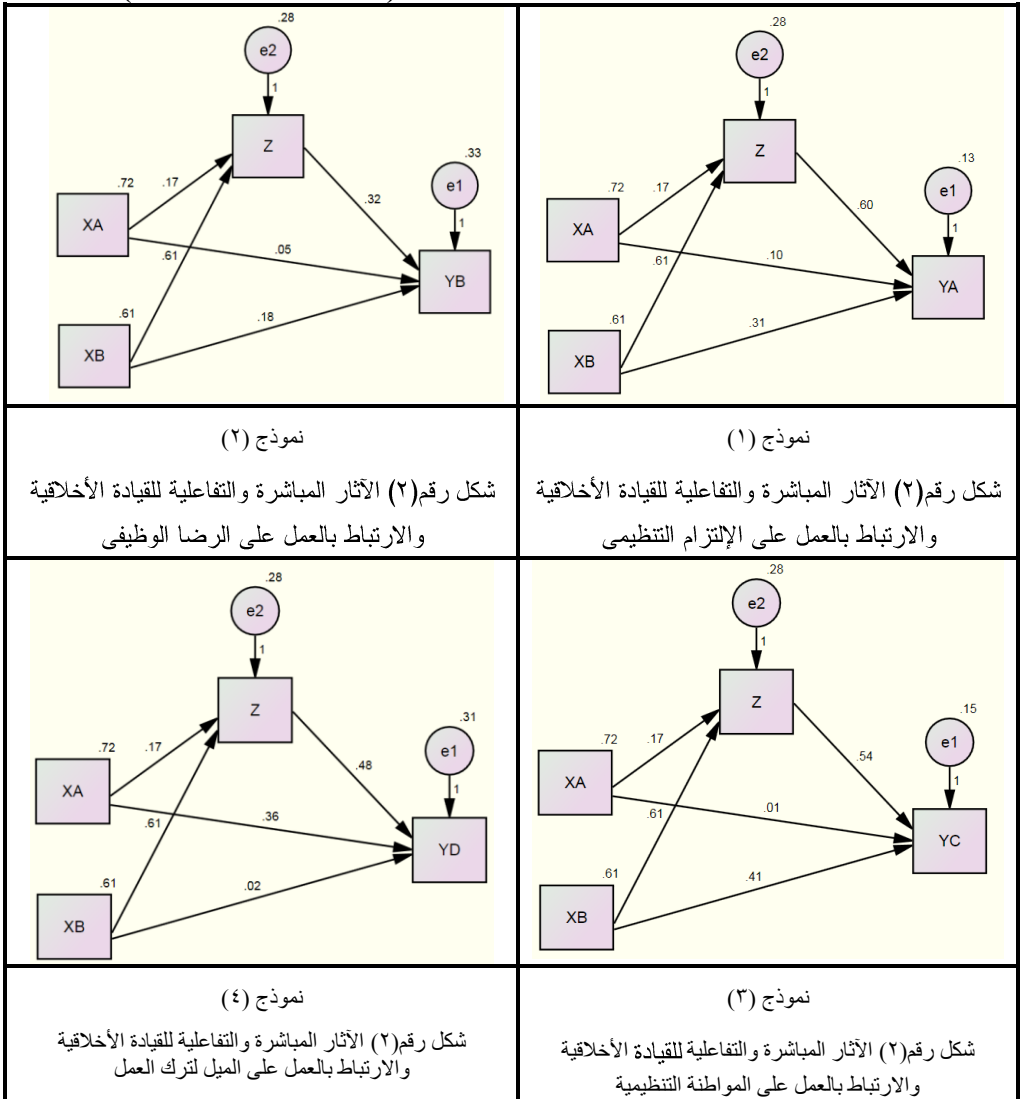 .28
e2
1
Z
.13
e1
1
.72
.17
.60
XA
.10
.61
YA
.61
.31
XB
.28
e2
1
Z
.33
e1
1
.72
.17
.32
XA
.05
.61
YB
.61
.18
XB
نموذج (١)
شكل رقم(٢) الآثار المباشرة والتفاعلية للقيادة الأخلاقية
والارتباط بالعمل على الإلتزام التنظيمى
نموذج (٢)
شكل رقم(٢) الآثار المباشرة والتفاعلية للقيادة الأخلاقية
والارتباط بالعمل على الرضا الوظيفى
.28
e2
1
Z
.15
e1
1
.72
.17
.54
XA
.01
.61
YC
.61
.41
XB
.28
e2
1
Z
.31
e1
1
.72
.17
.48
XA
.36
.61
YD
.61
.02
XB
نموذج (٣)
شكل رقم(٢) الآثار المباشرة والتفاعلية للقيادة الأخلاقية
والارتباط بالعمل على المواطنة التنظيمية
نموذج (٤)
شكل رقم(٢) الآثار المباشرة والتفاعلية للقيادة الأخلاقية
والارتباط بالعمل على الميل لترك العمل